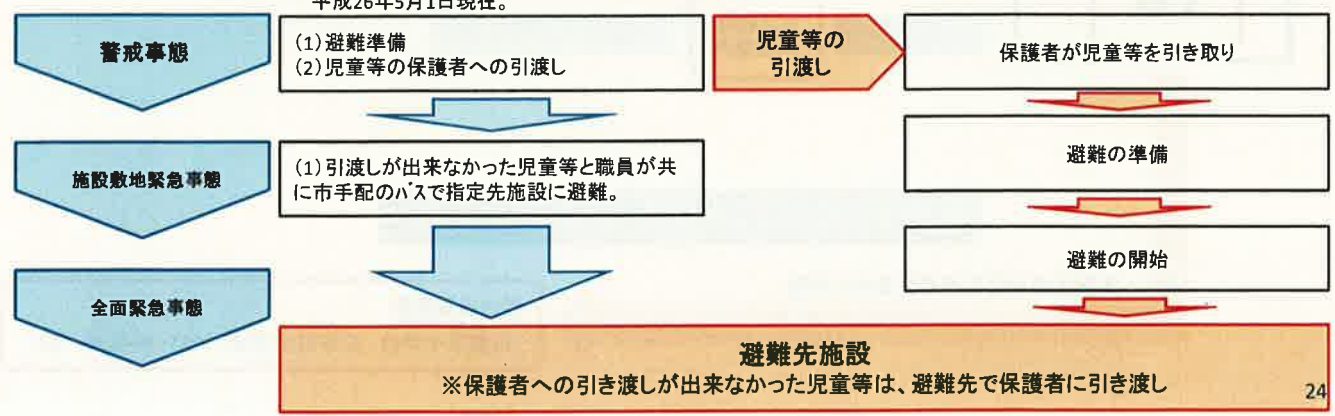 平成26年5月1日現在。
警戒事態
(1)避難準備
(2)児童等の保護者への引渡し
児童等の
引渡し
保護者が児童等を引き取り
施設敷地緊急事態
(1)引渡しが出来なかった児童等と職員が共
に市手配のバスで指定先施設に避難。
避難の準備
避難の開始
全面緊急事態
避難先施設
※保護者への引き渡しが出来なかった児童等は、避難先で保護者に引き渡し
24